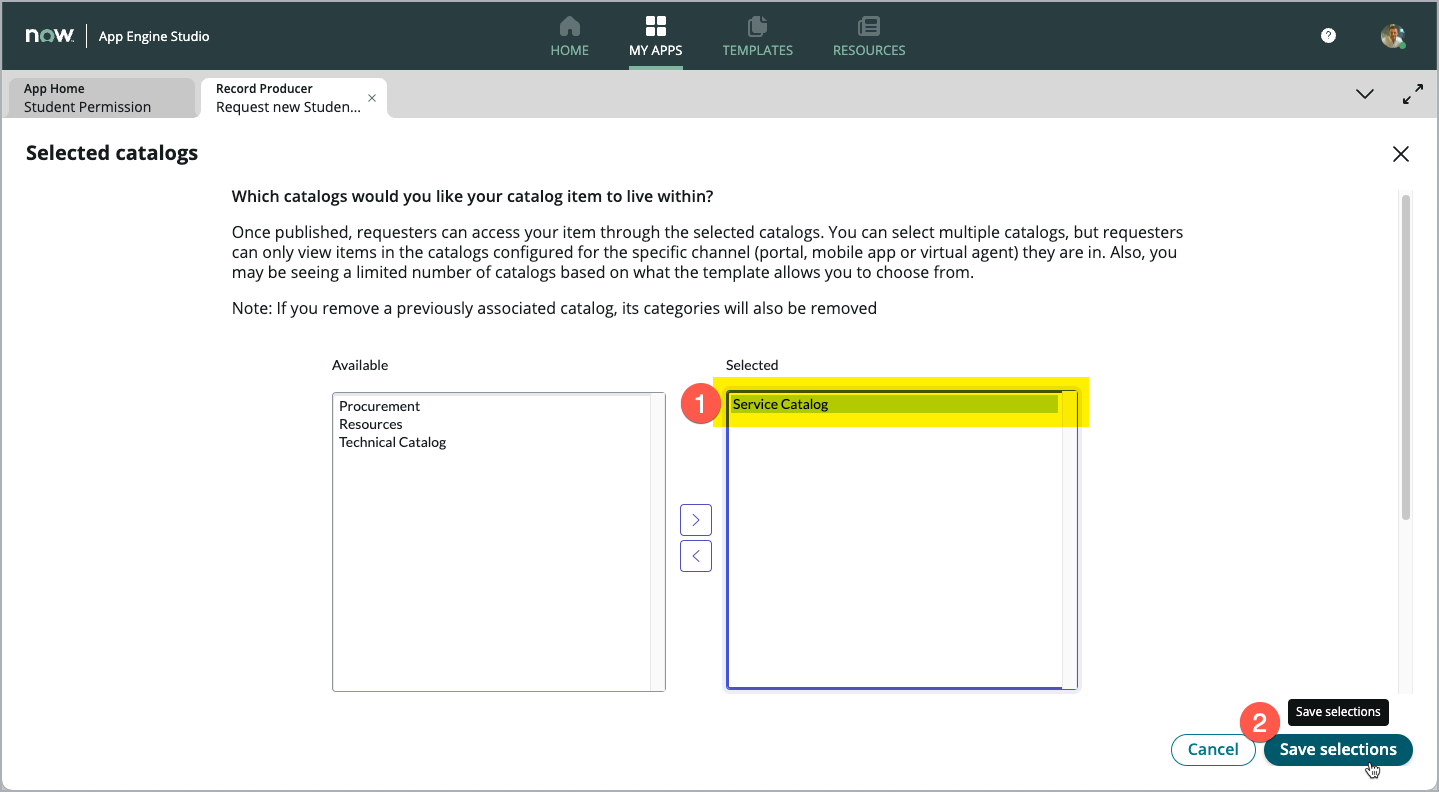 now. App Engine Studio
HOME
MY APPS
TEMPLATES
RESOURCES
?
App Home
Student Permission
Record Producer
Request new Studen...
Selected catalogs
Which catalogs would you like your catalog item to live within?
Once published, requesters can access your item through the selected catalogs. You can select multiple catalogs, but requesters
can only view items in the catalogs configured for the specific channel (portal, mobile app or virtual agent) they are in. Also, you
may be seeing a limited number of catalogs based on what the template allows you to choose from.
Note: If you remove a previously associated catalog, its categories will also be removed
Available
Procurement
Resources
Technical Catalog
Selected
1
Service Catalog
Save selections
2
Cancel
Save selections